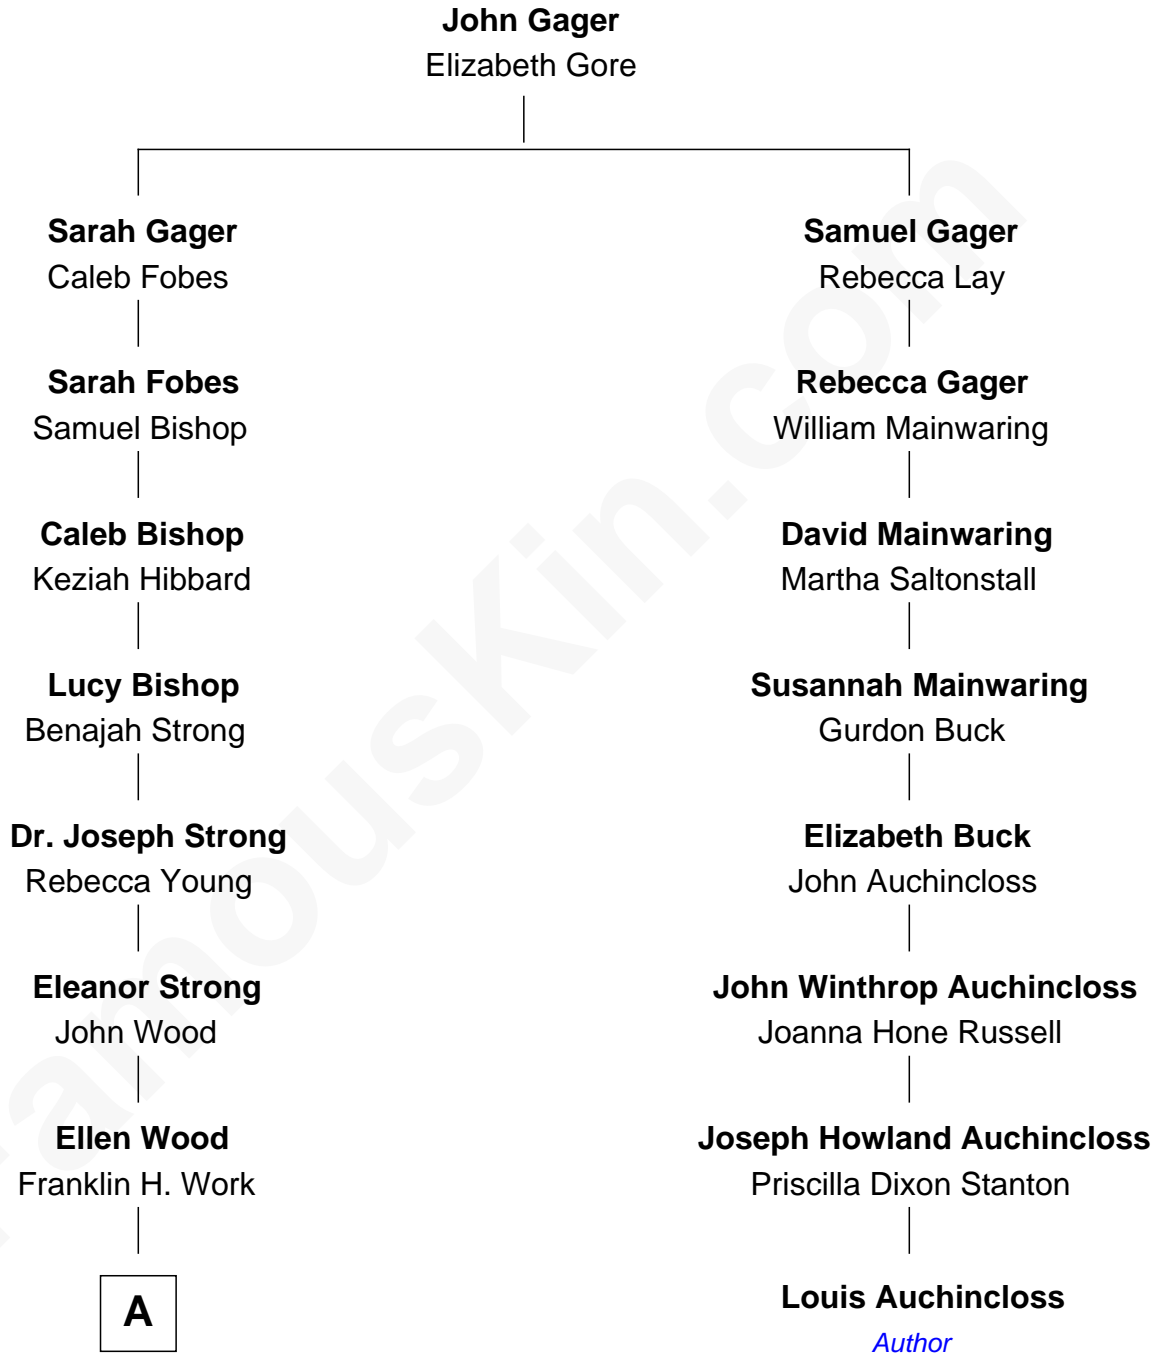 John Gager
Elizabeth Gore
Sarah Gager
Caleb Fobes
Samuel Gager
Rebecca Lay
Sarah Fobes
Samuel Bishop
Rebecca Gager
William Mainwaring
Caleb Bishop
Keziah Hibbard
David Mainwaring
Martha Saltonstall
Lucy Bishop
Benajah Strong
Susannah Mainwaring
Gurdon Buck
Dr. Joseph Strong
Rebecca Young
Elizabeth Buck
John Auchincloss
Eleanor Strong
John Wood
John Winthrop Auchincloss
Joanna Hone Russell
Ellen Wood
Franklin H. Work
Joseph Howland Auchincloss
Priscilla Dixon Stanton
A
Louis Auchincloss
Author
FamousKin.com